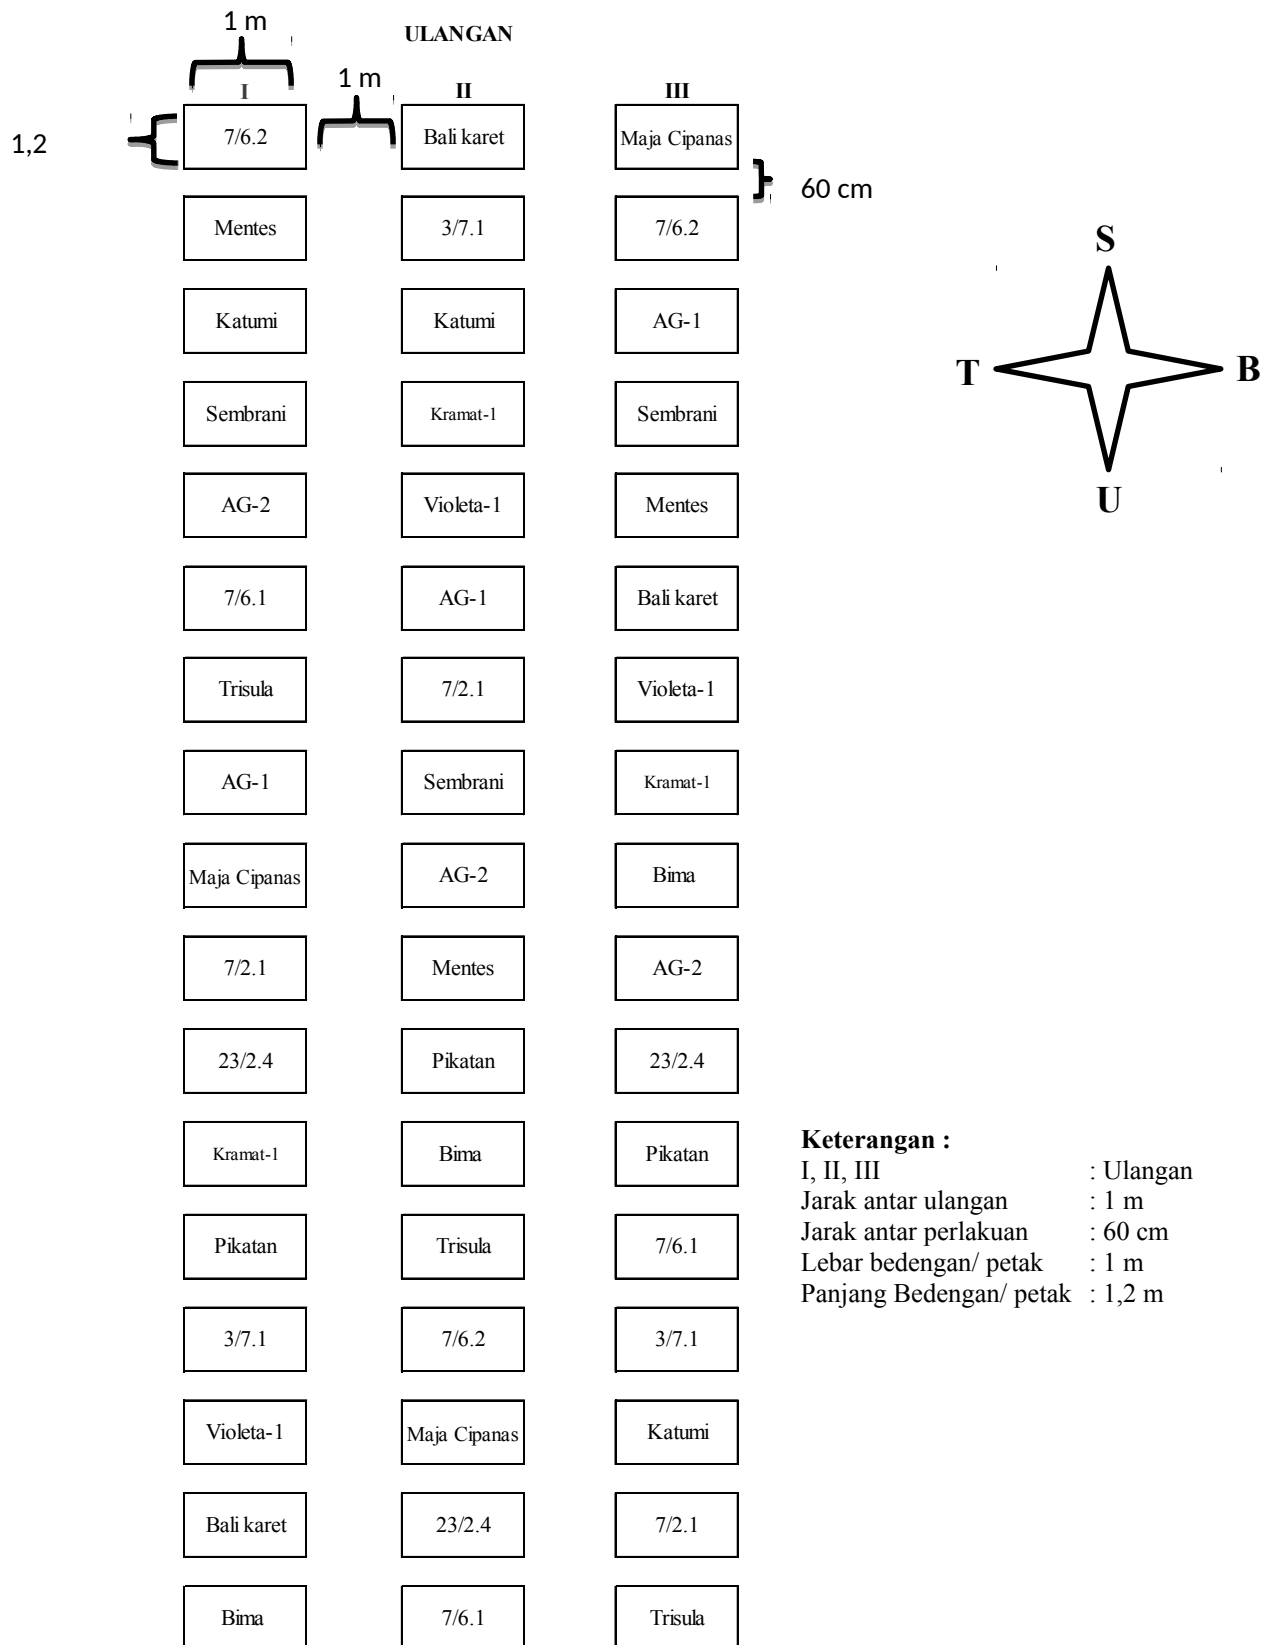 1 m
ULANGAN
1 m
I
II
III
1,2
7/6.2
Bali karet
Maja Cipanas
60 cm
Mentes
3/7.1
7/6.2
S
Katumi
Katumi
AG-1
T
B
Sembrani
Kramat-1
Sembrani
AG-2
Violeta-1
Mentes
U
7/6.1
AG-1
Bali karet
Trisula
7/2.1
Violeta-1
AG-1
Sembrani
Kramat-1
Maja Cipanas
AG-2
Bima
7/2.1
Mentes
AG-2
23/2.4
Pikatan
23/2.4
Kramat-1
Bima
Pikatan
Pikatan
Trisula
7/6.1
3/7.1
7/6.2
3/7.1
Violeta-1
Maja Cipanas
Katumi
Bali karet
23/2.4
7/2.1
Bima
7/6.1
Trisula
Keterangan :
I, II, III : Ulangan
Jarak antar ulangan : 1 m
Jarak antar perlakuan : 60 cm
Lebar bedengan/ petak : 1 m
Panjang Bedengan/ petak : 1,2 m